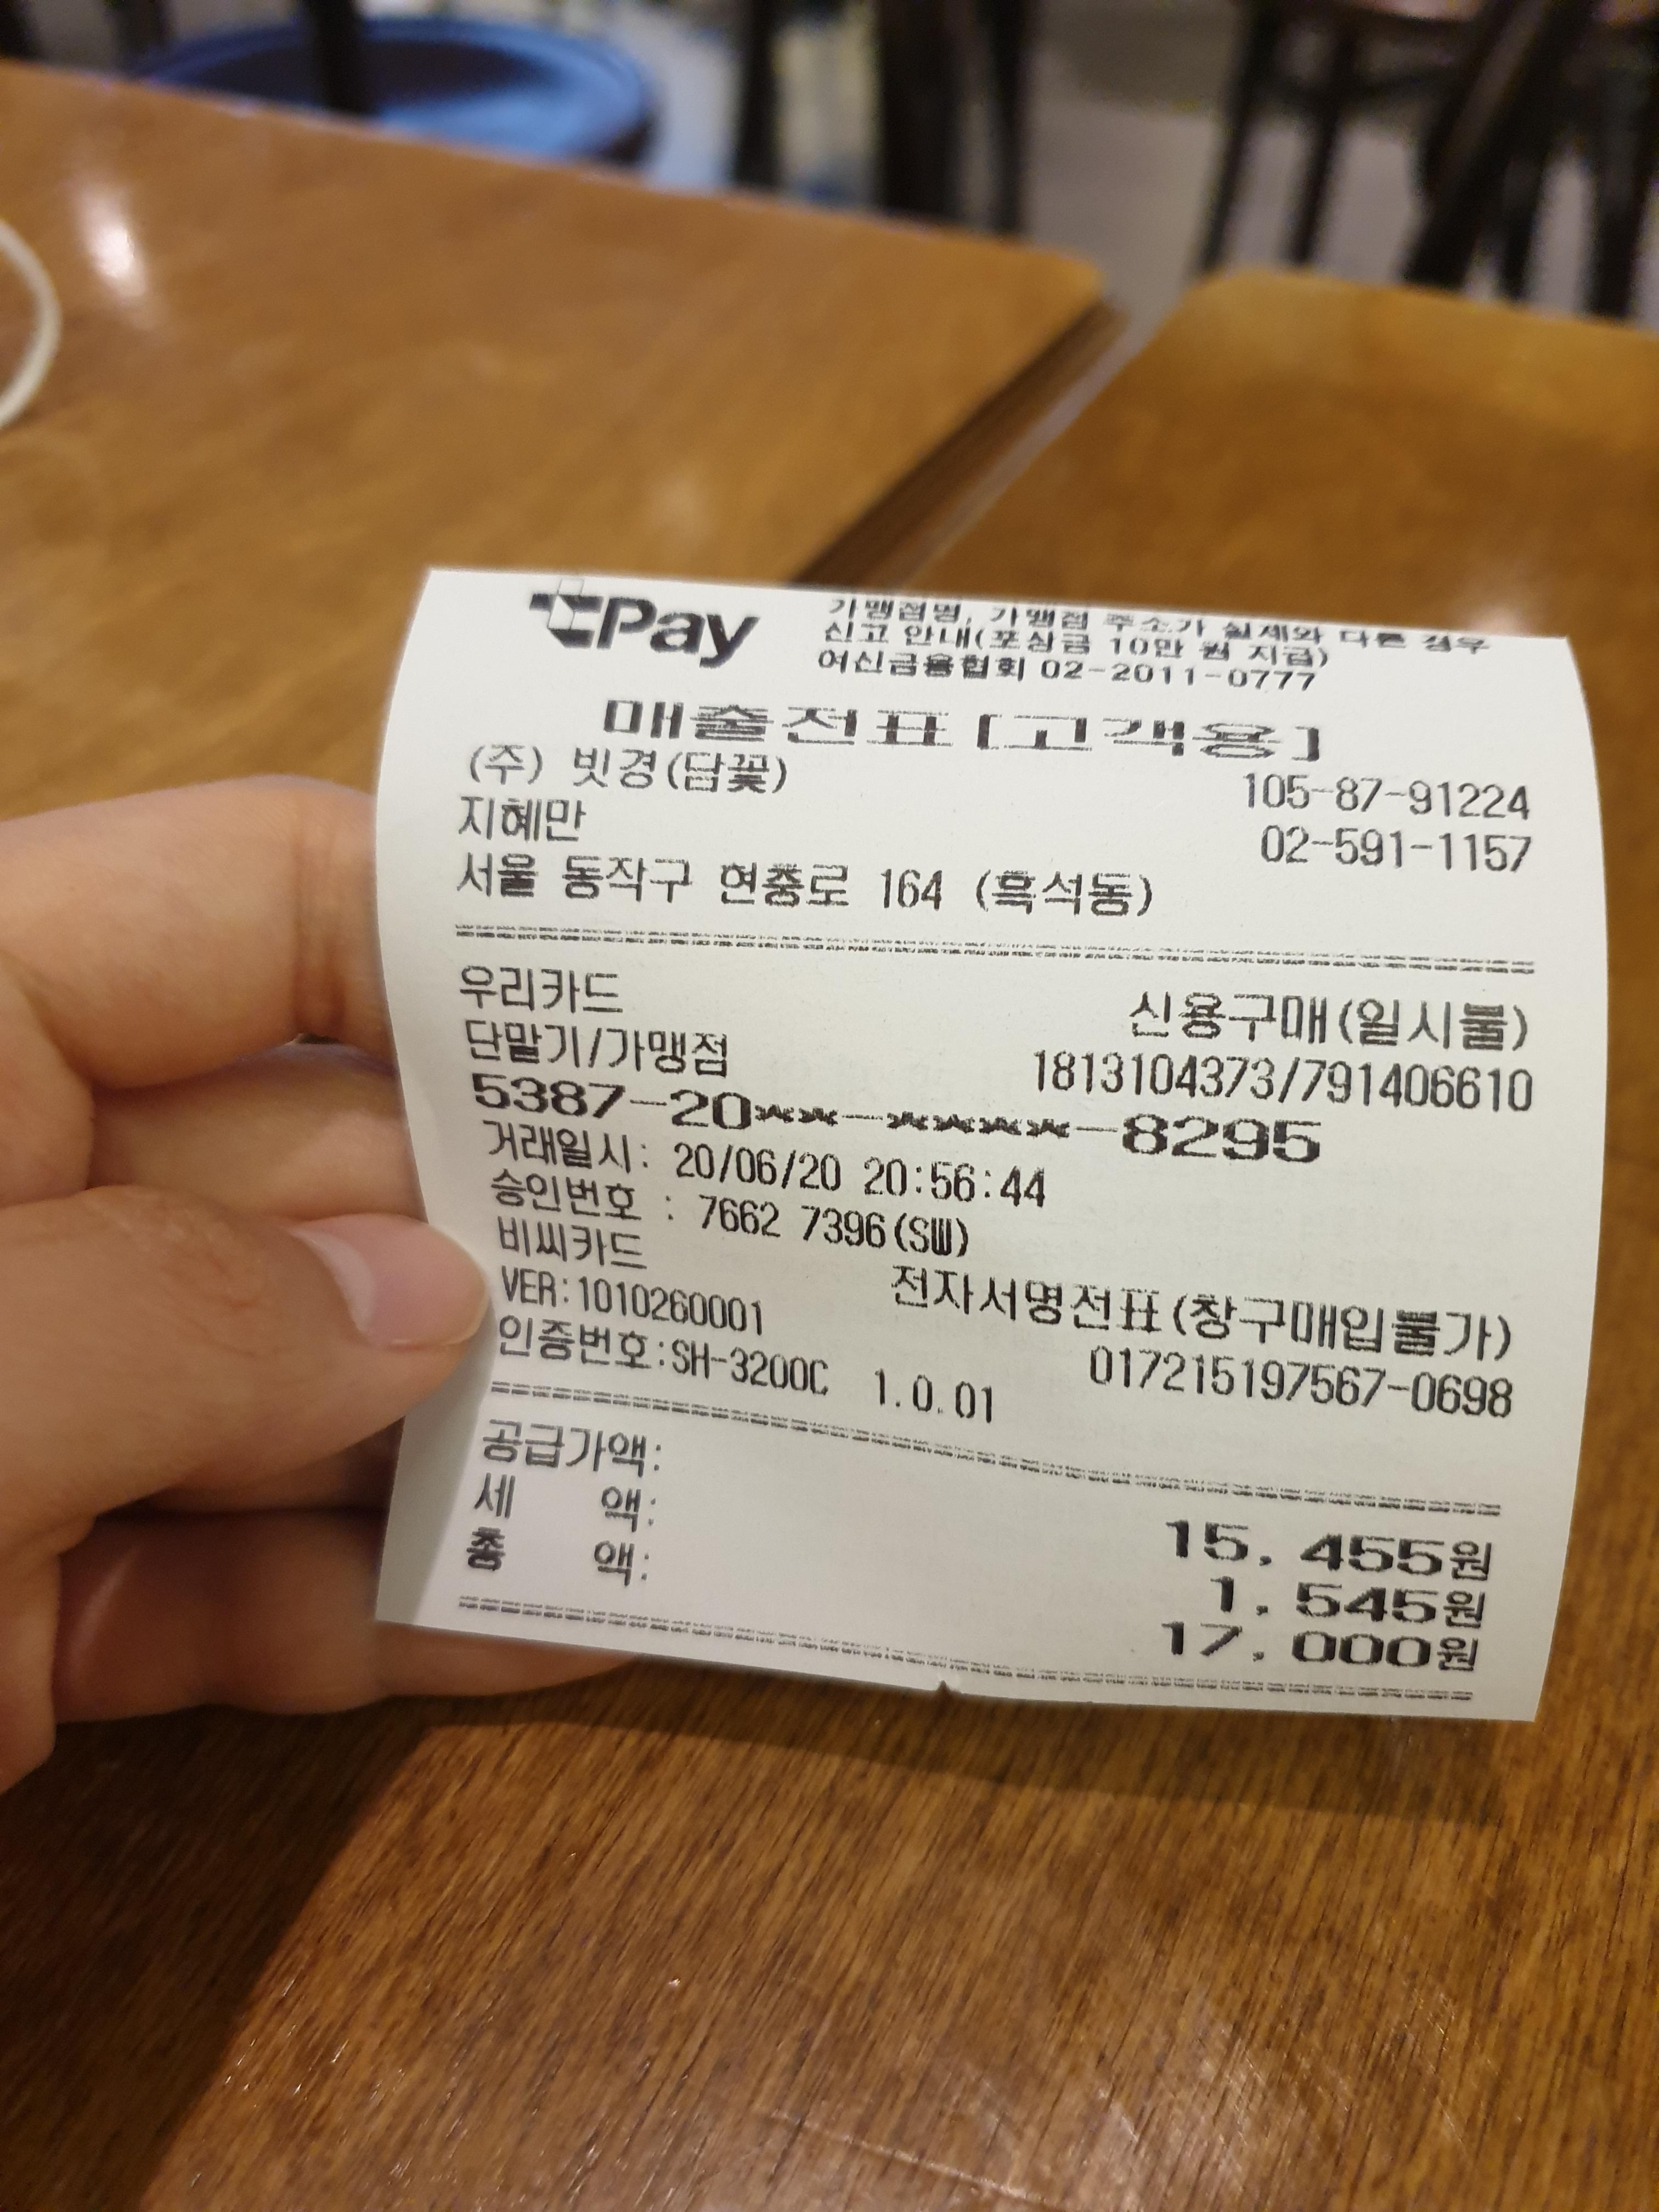 Pay
가맹점명, 가맹점 주소가 실제와 다른 경우
신고 안내(포상금 10만 원 지급)
여신금융협회 02-2011-0777
매출전표[고객용]
(주) 빗경(담꽃) 105-87-91224
지혜만 02-591-1157
서울 동작구 현충로 164 (흑석동)
우리카드 신용구매(일시불)
단말기/가맹점 1813104373/791406610
5387-20**-****-8295
거래일시: 20/06/20 20:56:44
승인번호 : 7662 7396(SW)
비씨카드 전자서명전표(창구매입불가)
VER:1010260001 017215197567-0698
인증번호:SH-3200C 1.0.01
공급가액: 15,455원
세 액: 1,545원
총 액: 17,000원